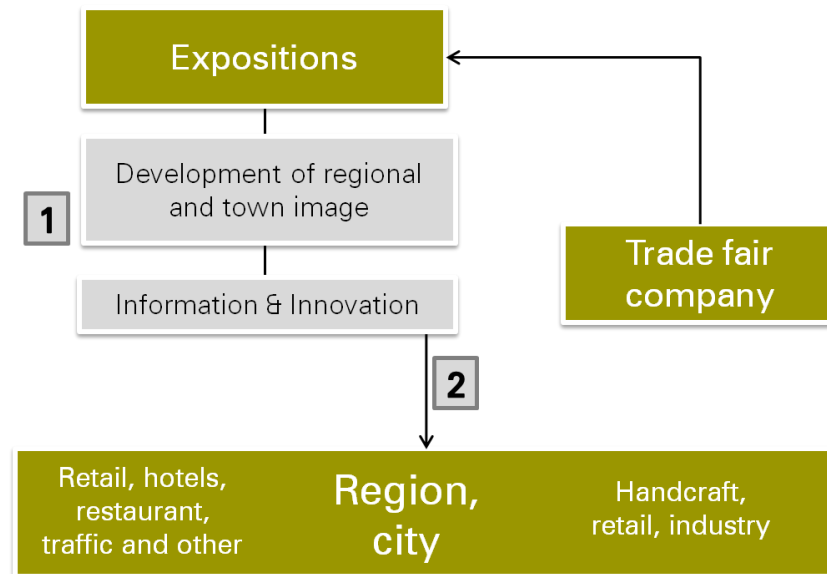 Expositions
Development of regional
and town image
1
Trade fair
company
Information & Innovation
2
Retail, hotels,
restaurant,
traffic and other
Region,
city
Handcraft,
retail, industry